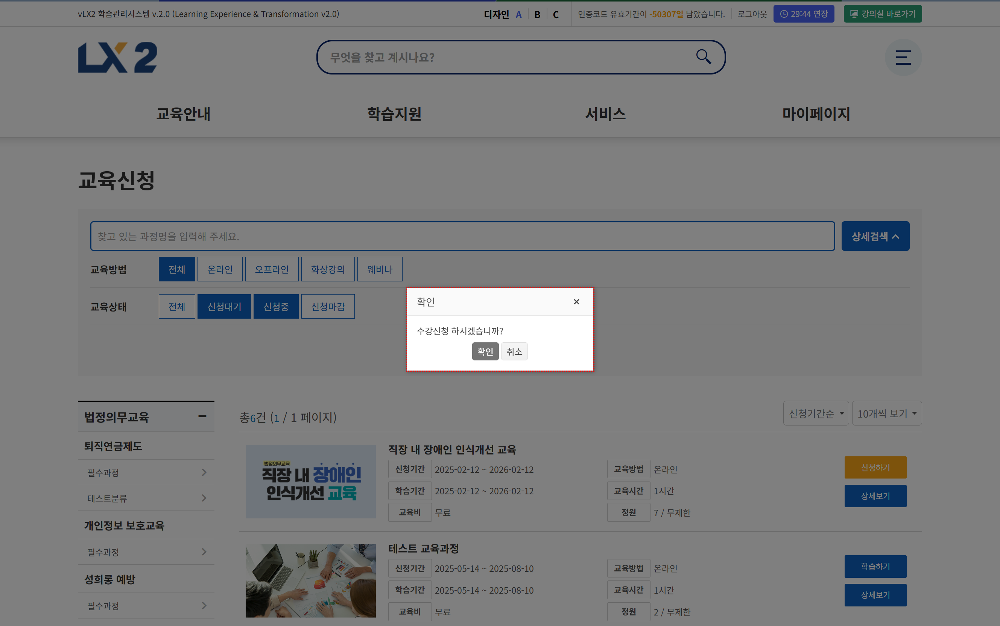 vLX2 학습관리시스템 v.2.0 (Learning Experience & Transformation v2.0)
디자인 A B C
인증코드 유효기간이 -50307일 남았습니다.
로그아웃
29:44 연장
강의실 바로가기
LX2
무엇을 찾고 계시나요?
교육안내
학습지원
서비스
마이페이지
교육신청
찾고 있는 과정명을 입력해 주세요.
상세검색
교육방법
전체
온라인
오프라인
화상강의
웨비나
교육상태
전체
신청대기
신청중
신청마감
확인
×
수강신청 하시겠습니까?
확인
취소
법정의무교육
퇴직연금제도
필수과정
테스트분류
개인정보 보호교육
필수과정
성희롱 예방
필수과정
총6건 (1 / 1 페이지)
신청기간순
10개씩 보기
법정의무교육
직장 내 장애인
인식개선 교육
직장 내 장애인 인식개선 교육
신청기간 2025-02-12 ~ 2026-02-12
교육방법 온라인
학습기간 2025-02-12 ~ 2026-02-12
교육시간 1시간
교육비 무료
정원 7 / 무제한
신청하기
상세보기
테스트 교육과정
신청기간 2025-05-14 ~ 2025-08-10
교육방법 온라인
학습기간 2025-05-14 ~ 2025-08-10
교육시간 1시간
교육비 무료
정원 2 / 무제한
학습하기
상세보기